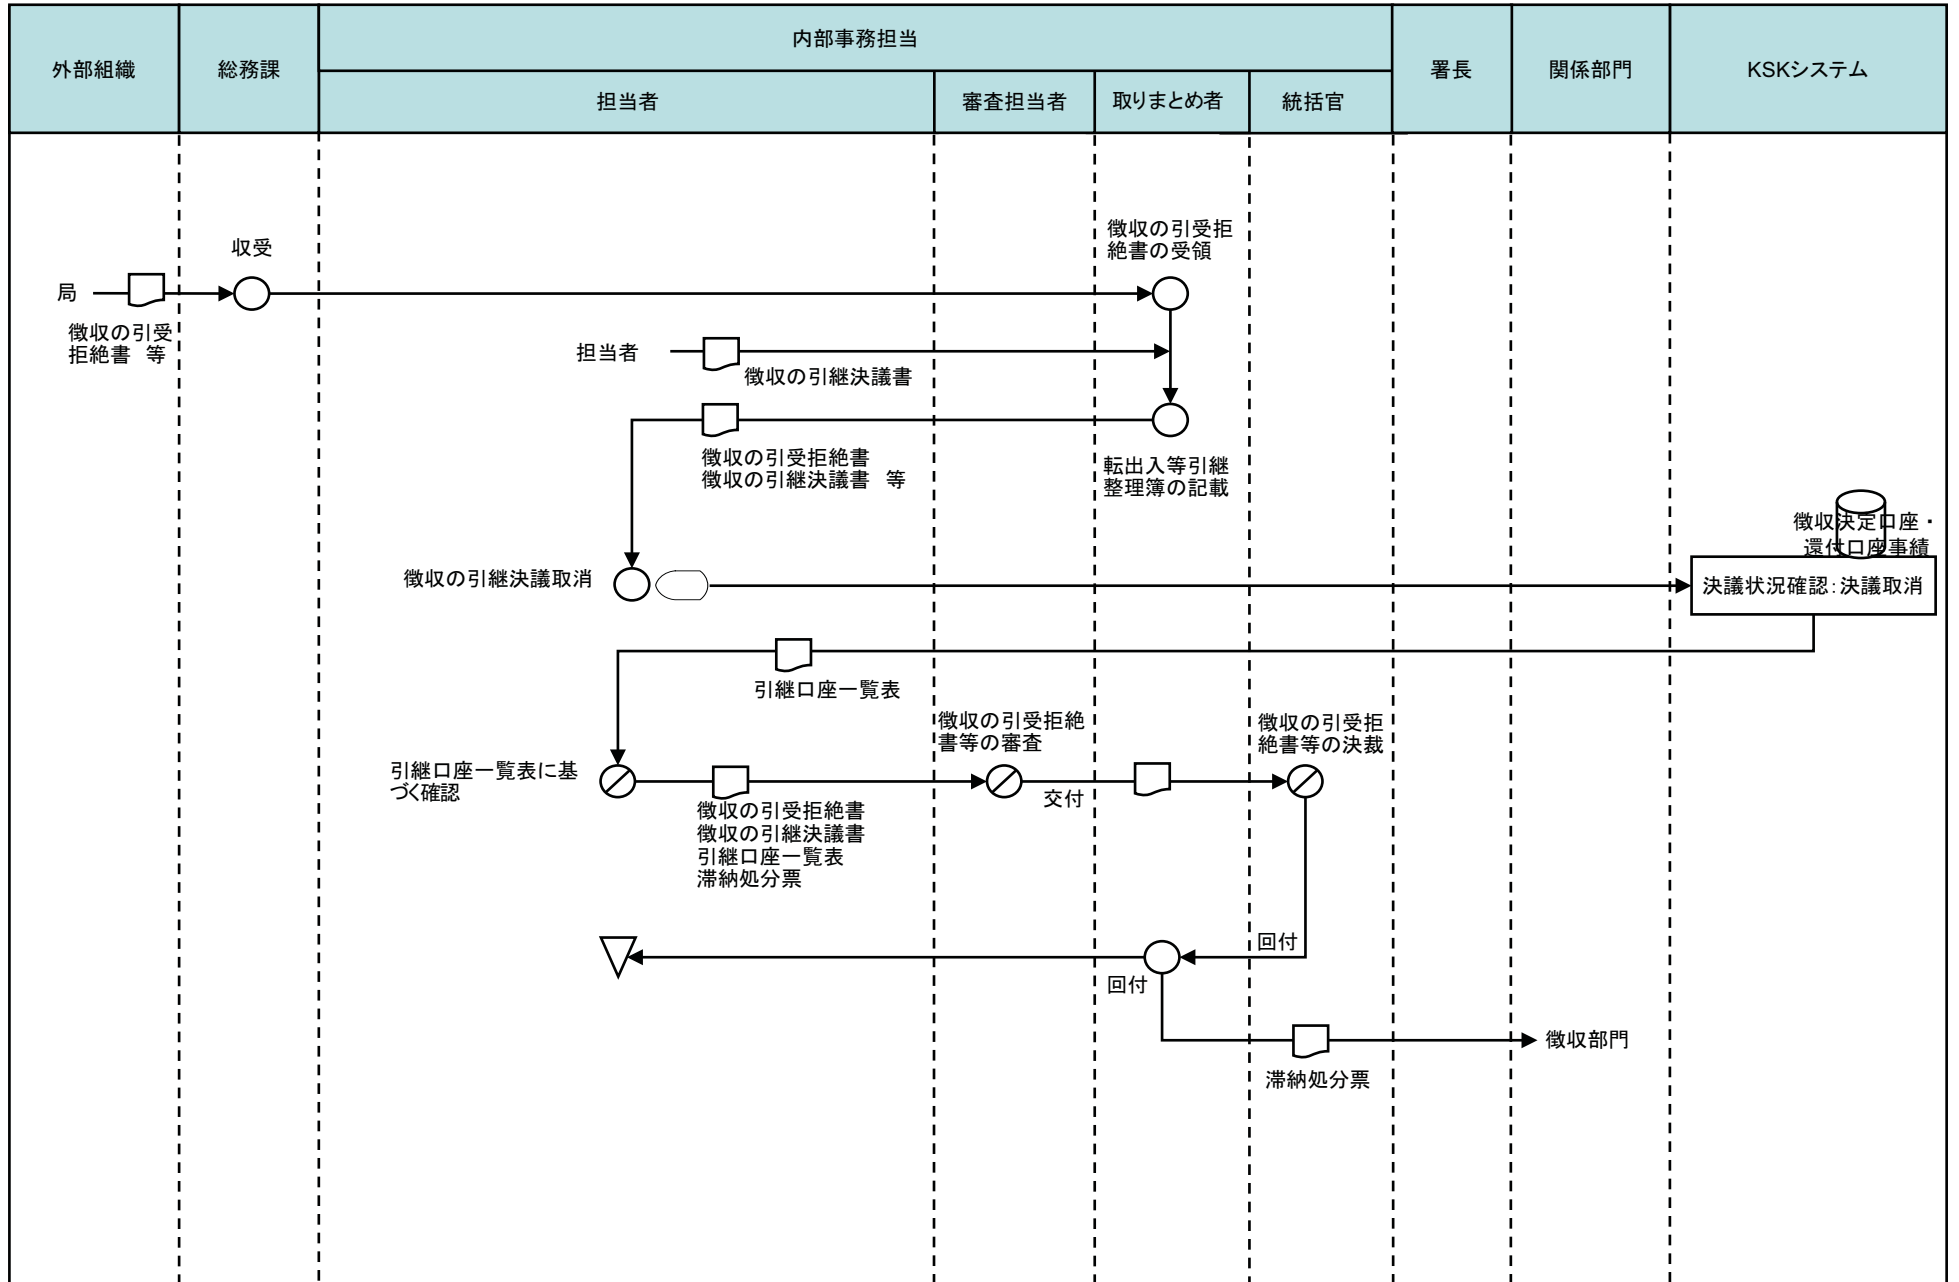 外部組織
総務課
内部事務担当
担当者
審査担当者
取りまとめ者
統括官
署長
関係部門
KSKシステム
収受
徴収の引受拒
絶書の受領
局
徴収の引受
拒絶書　等
担当者
徴収の引継決議書
徴収の引受拒絶書
徴収の引継決議書　等
転出入等引継
整理簿の記載
徴収決定口座・
還付口座事績
徴収の引継決議取消
決議状況確認：決議取消
引継口座一覧表
徴収の引受拒絶
書等の審査
徴収の引受拒
絶書等の決裁
引継口座一覧表に基
づく確認
交付
徴収の引受拒絶書
徴収の引継決議書
引継口座一覧表
滞納処分票
回付
回付
徴収部門
滞納処分票